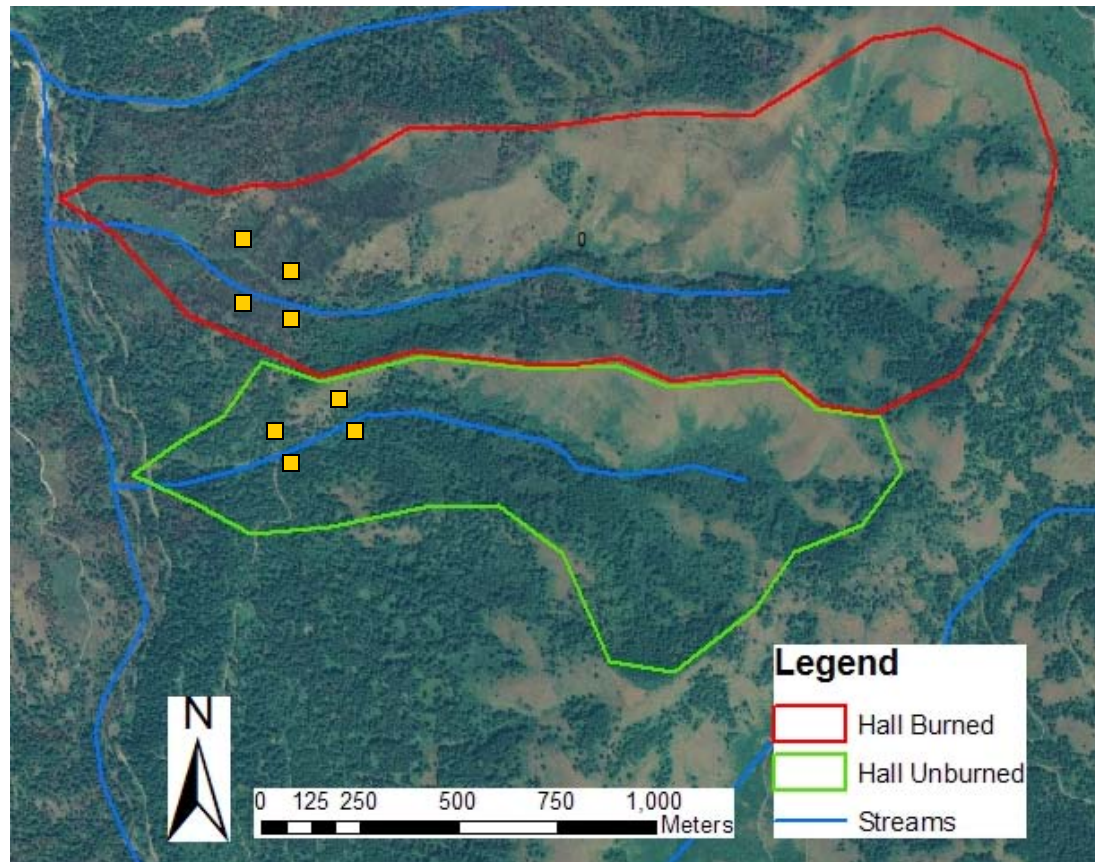 0
N
0 125 250 500 750 1,000
Meters
Legend
Hall Burned
Hall Unburned
Streams